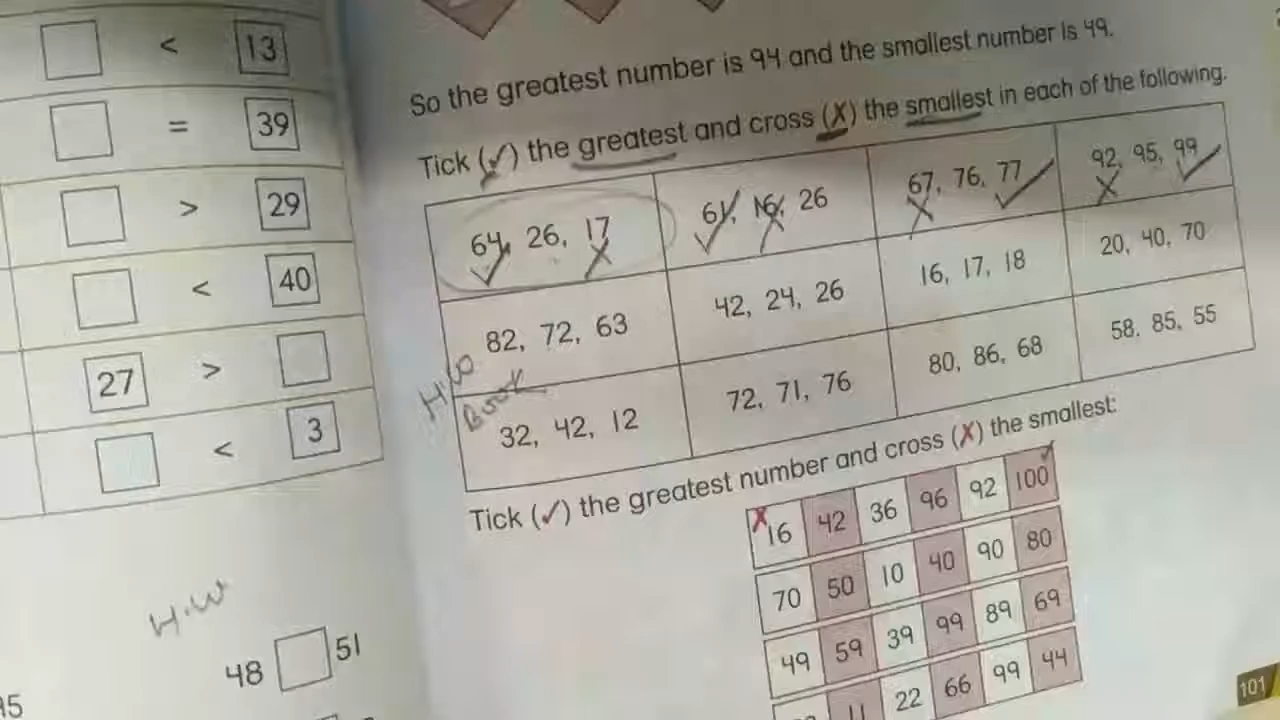 < 13
= 39
> 29
< 40
27 >
< 3
H.W
48 51
So the greatest number is 94 and the smallest number is 49.
Tick (✓) the greatest and cross (X) the smallest in each of the following.
64, 26, 17 61, 16, 26 67, 76, 77 92, 95, 99
82, 72, 63 42, 24, 26 16, 17, 18 20, 40, 70
H.W
Book
32, 42, 12 72, 71, 76 80, 86, 68 58, 85, 55
Tick (✓) the greatest number and cross (X) the smallest:
16 42 36 96 92 100
70 50 10 40 90 80
49 59 39 99 89 69
11 22 66 99 44
101